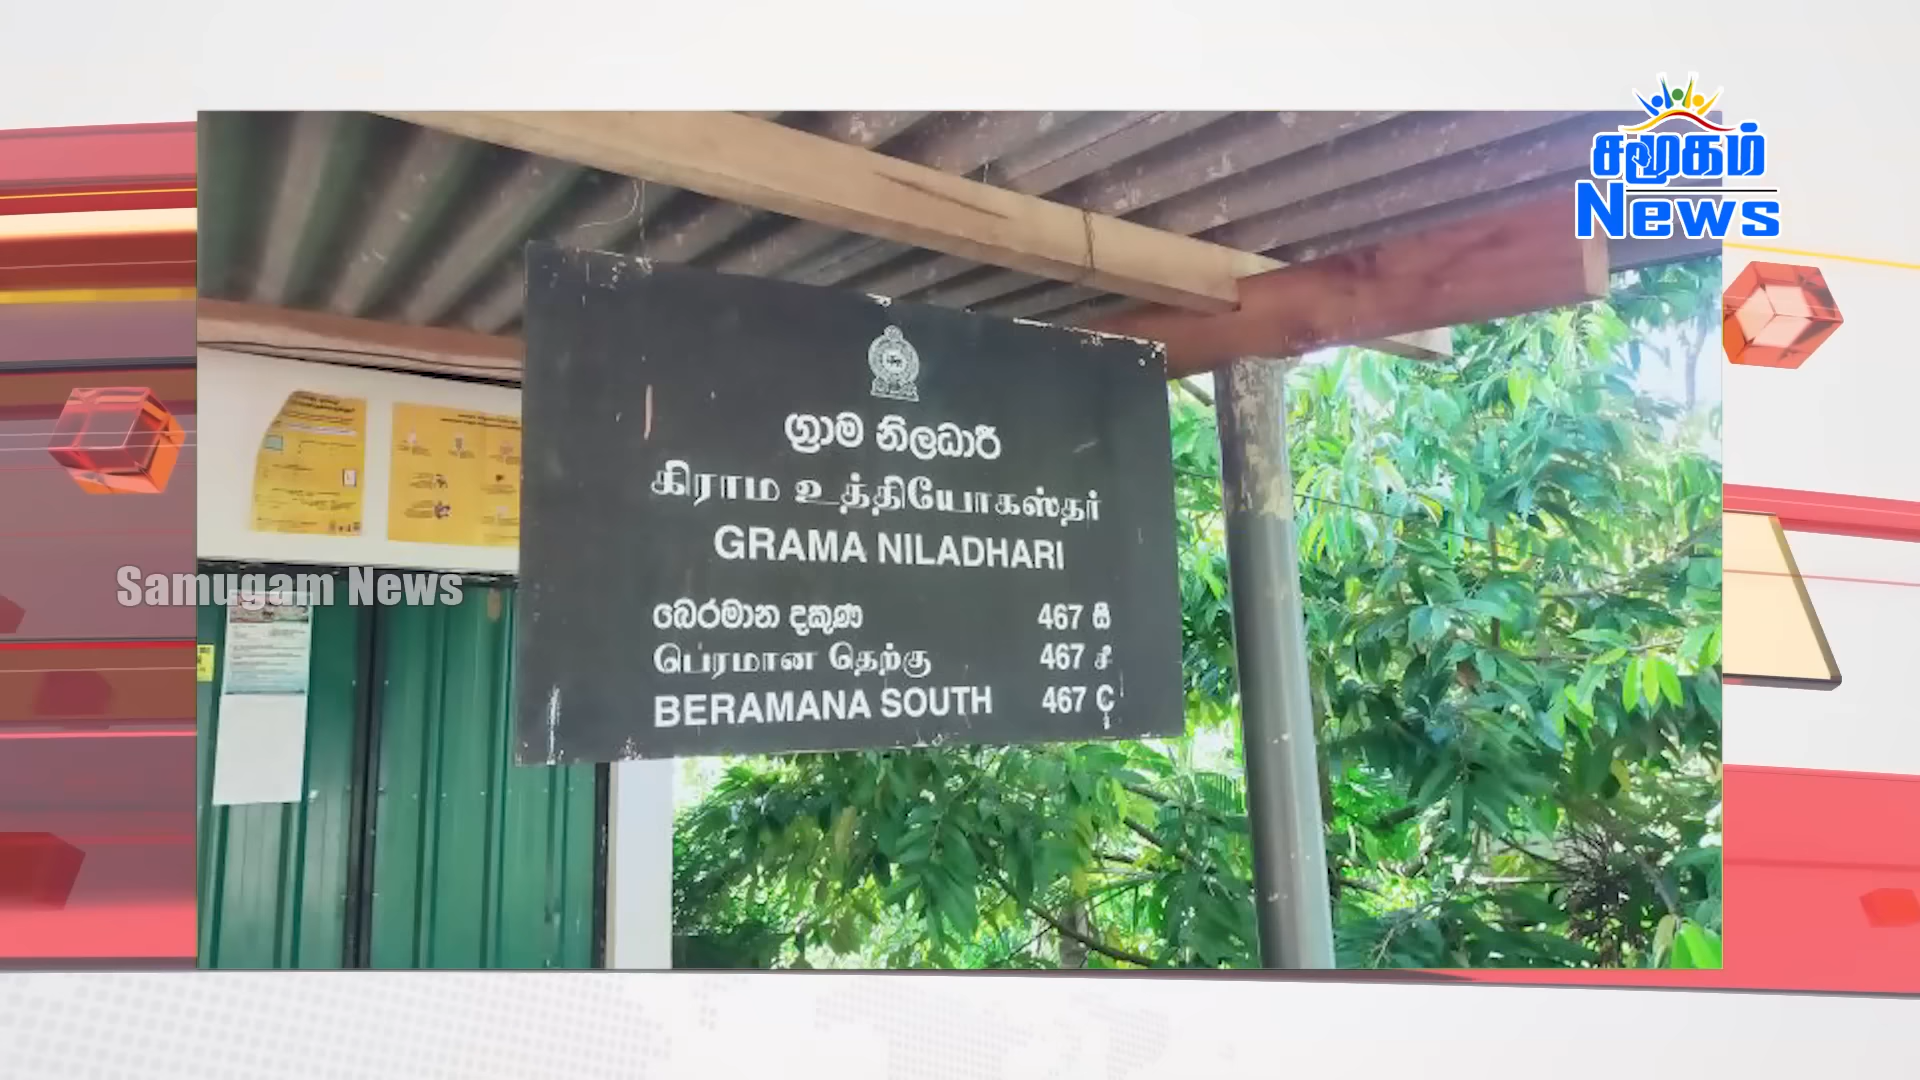 சமூகம்
News
ග්‍රාම නිලධාරී
கிராம உத்தியோகஸ்தர்
GRAMA NILADHARI
Samugam News
බෙරමාන දකුණ 467 සී
பெரமான தெற்கு 467 சீ
BERAMANA SOUTH 467 C